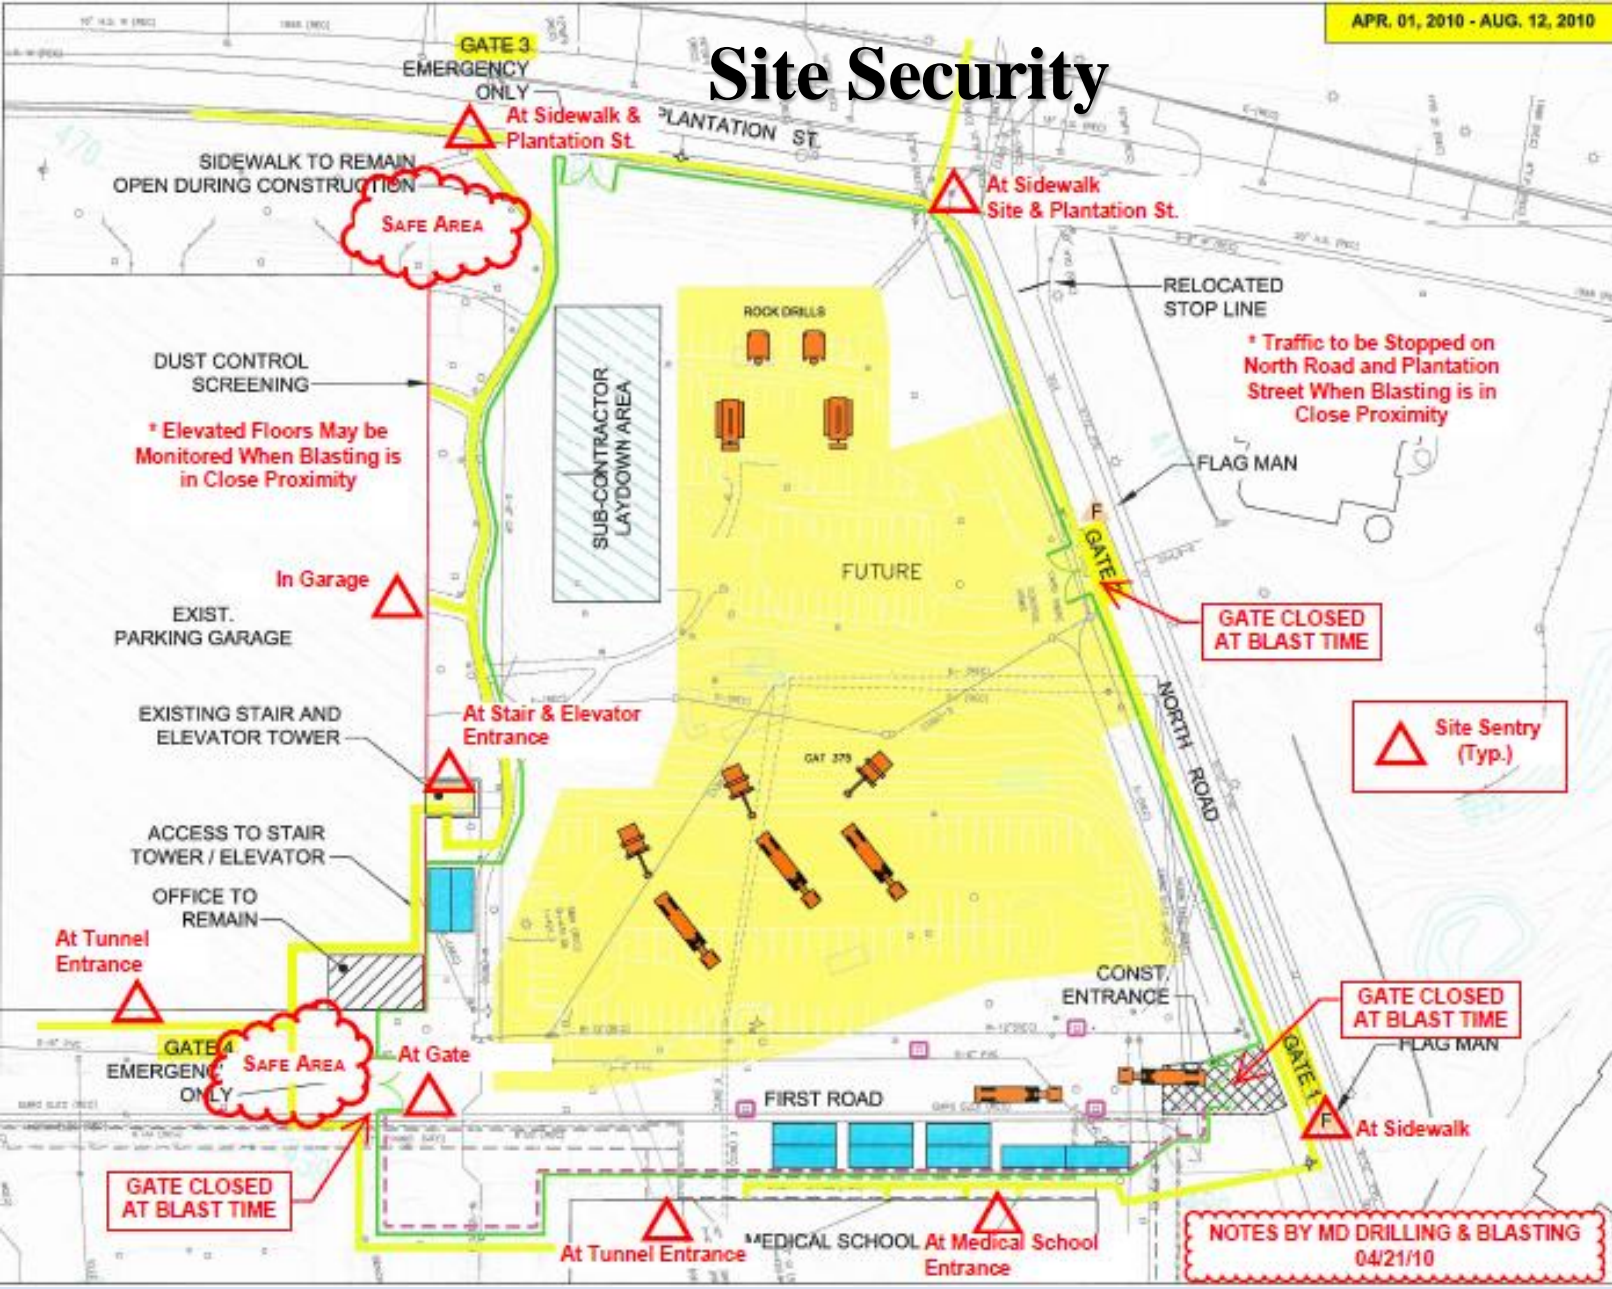 APR. 01, 2010 - AUG. 12, 2010
Site Security
GATE 3
EMERGENCY
ONLY
At Sidewalk &
Plantation St.
PLANTATION ST.
SIDEWALK TO REMAIN
OPEN DURING CONSTRUCTION
SAFE AREA
At Sidewalk
Site & Plantation St.
RELOCATED
STOP LINE
* Traffic to be Stopped on
North Road and Plantation
Street When Blasting is in
Close Proximity
ROCK DRILLS
DUST CONTROL
SCREENING
* Elevated Floors May be
Monitored When Blasting is
in Close Proximity
SUB-CONTRACTOR
LAYDOWN AREA
FLAG MAN
F
GATE
FUTURE
In Garage
EXIST.
PARKING GARAGE
GATE CLOSED
AT BLAST TIME
EXISTING STAIR AND
ELEVATOR TOWER
At Stair & Elevator
Entrance
NORTH ROAD
Site Sentry
(Typ.)
CAT 375
ACCESS TO STAIR
TOWER / ELEVATOR
OFFICE TO
REMAIN
At Tunnel
Entrance
CONST.
ENTRANCE
GATE CLOSED
AT BLAST TIME
FLAG MAN
GATE 1
GATE 4
EMERGENC
ONLY
SAFE AREA
At Gate
FIRST ROAD
F
At Sidewalk
GATE CLOSED
AT BLAST TIME
At Tunnel Entrance
MEDICAL SCHOOL
At Medical School
Entrance
NOTES BY MD DRILLING & BLASTING
04/21/10